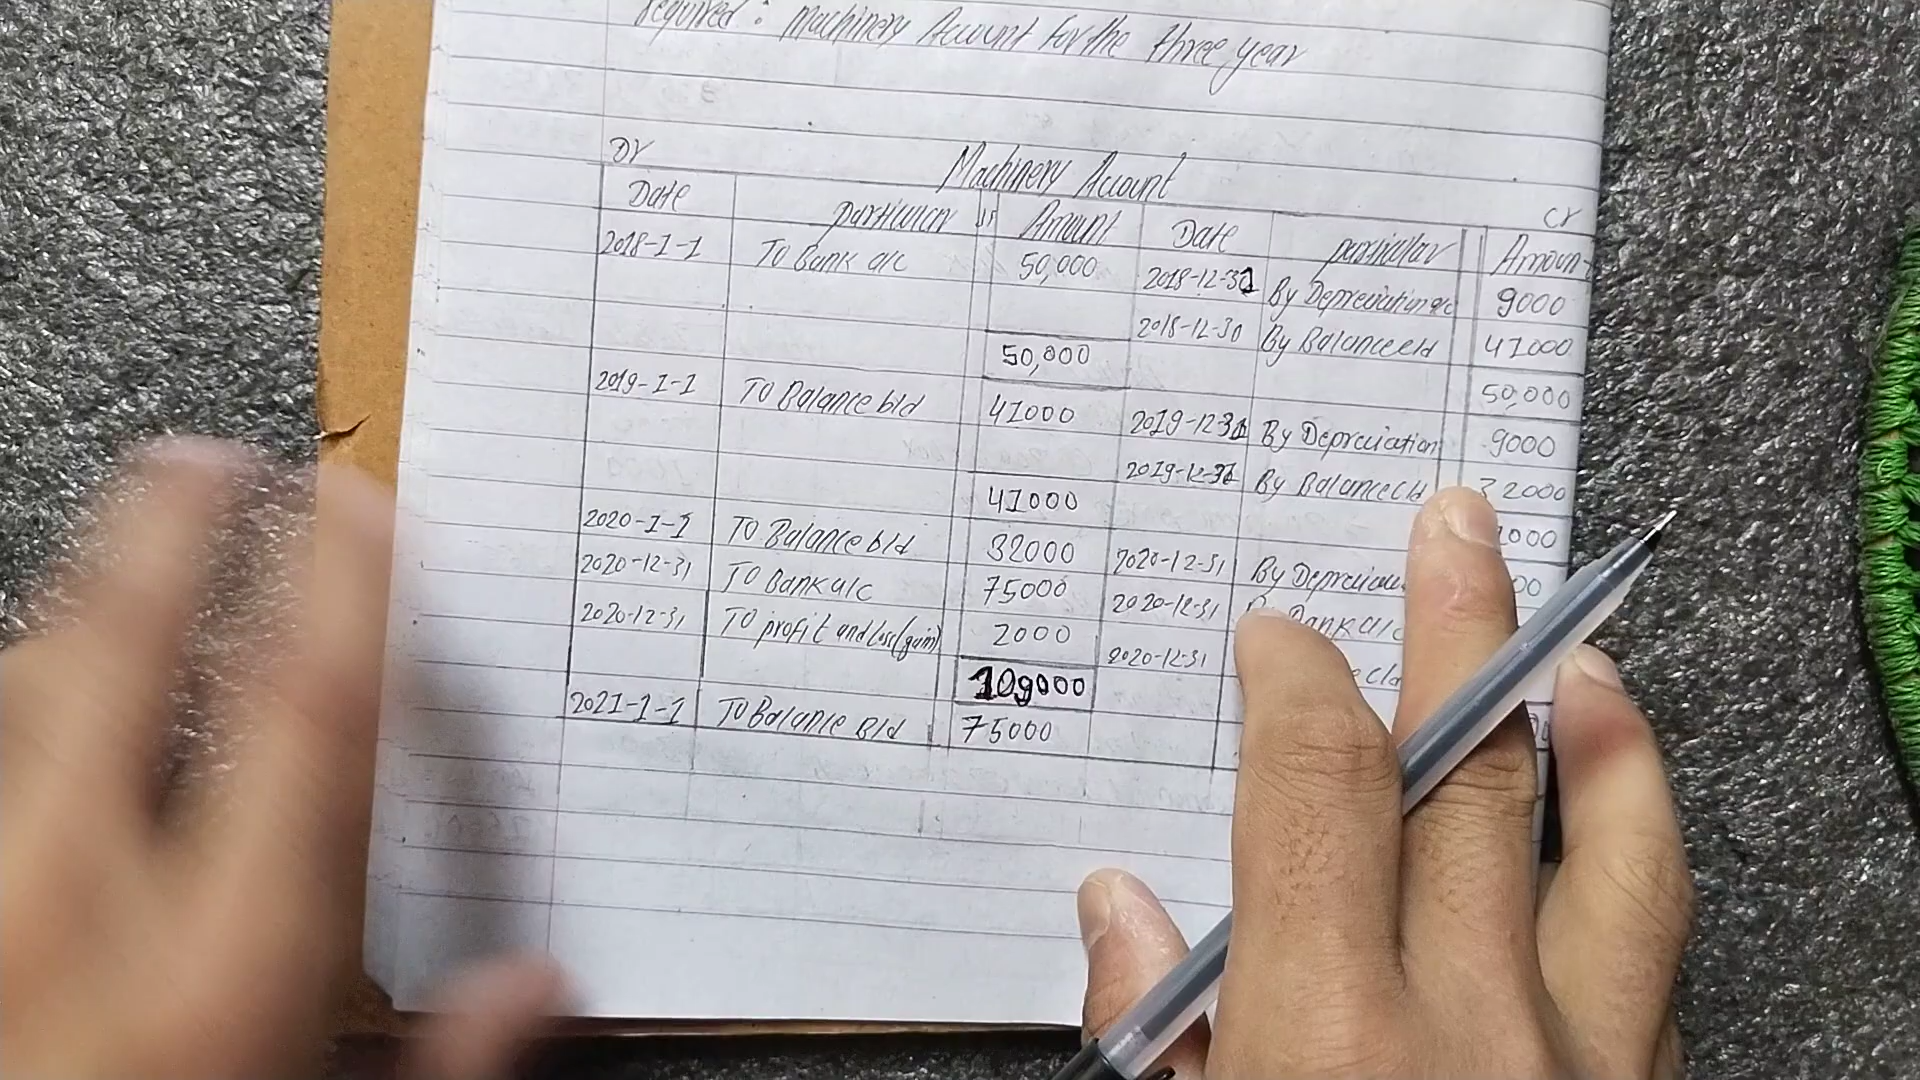 Required: Machinery Account for the three year
Dr Machinery Account Cr
Date particular Amount Date particular Amount
2018-1-1 To Bank a/c 50,000 2018-12-31 By Depreciation a/c 9000
2018-12-30 By Balance c/d 41000
50,000 50,000
2019-1-1 To Balance b/d 41000 2019-12-31 By Depreciation 9000
2019-12-31 By Balance c/d 32000
41000
2020-1-1 To Balance b/d 32000 2020-12-31 By
2020-12-31 To Bank a/c 75000 2020-12-31 Bank a/c
2020-12-31 To profit and loss (gain) 2000 2020-12-31
109000
2021-1-1 To Balance B/d 75000